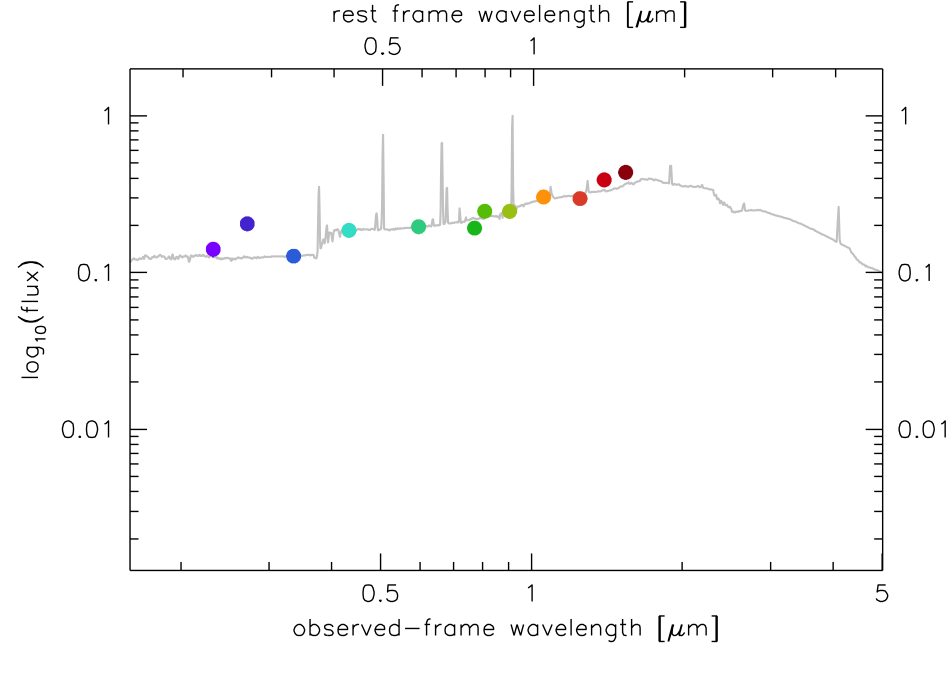 rest frame wavelength [μm]
0.5 1
1 1
0.1 0.1
0.01 0.01
log10(flux)
0.5 1 5
observed-frame wavelength [μm]